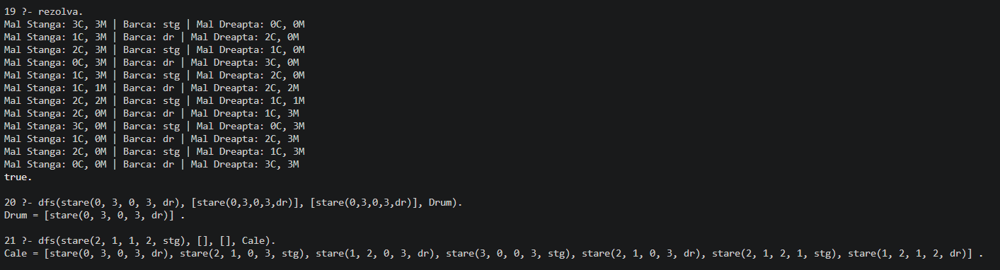 19 ?- rezolva.
Mal Stanga: 3C, 3M | Barca: stg | Mal Dreapta: 0C, 0M
Mal Stanga: 1C, 3M | Barca: dr | Mal Dreapta: 2C, 0M
Mal Stanga: 2C, 3M | Barca: stg | Mal Dreapta: 1C, 0M
Mal Stanga: 0C, 3M | Barca: dr | Mal Dreapta: 3C, 0M
Mal Stanga: 1C, 3M | Barca: stg | Mal Dreapta: 2C, 0M
Mal Stanga: 1C, 1M | Barca: dr | Mal Dreapta: 2C, 2M
Mal Stanga: 2C, 2M | Barca: stg | Mal Dreapta: 1C, 1M
Mal Stanga: 2C, 0M | Barca: dr | Mal Dreapta: 1C, 3M
Mal Stanga: 3C, 0M | Barca: stg | Mal Dreapta: 0C, 3M
Mal Stanga: 1C, 0M | Barca: dr | Mal Dreapta: 2C, 3M
Mal Stanga: 2C, 0M | Barca: stg | Mal Dreapta: 1C, 3M
Mal Stanga: 0C, 0M | Barca: dr | Mal Dreapta: 3C, 3M
true.
20 ?- dfs(stare(0, 3, 0, 3, dr), [stare(0,3,0,3,dr)], [stare(0,3,0,3,dr)], Drum).
Drum = [stare(0, 3, 0, 3, dr)] .
21 ?- dfs(stare(2, 1, 1, 2, stg), [], [], Cale).
Cale = [stare(0, 3, 0, 3, dr), stare(2, 1, 0, 3, stg), stare(1, 2, 0, 3, dr), stare(3, 0, 0, 3, stg), stare(2, 1, 0, 3, dr), stare(2, 1, 2, 1, stg), stare(1, 2, 1, 2, dr)] .